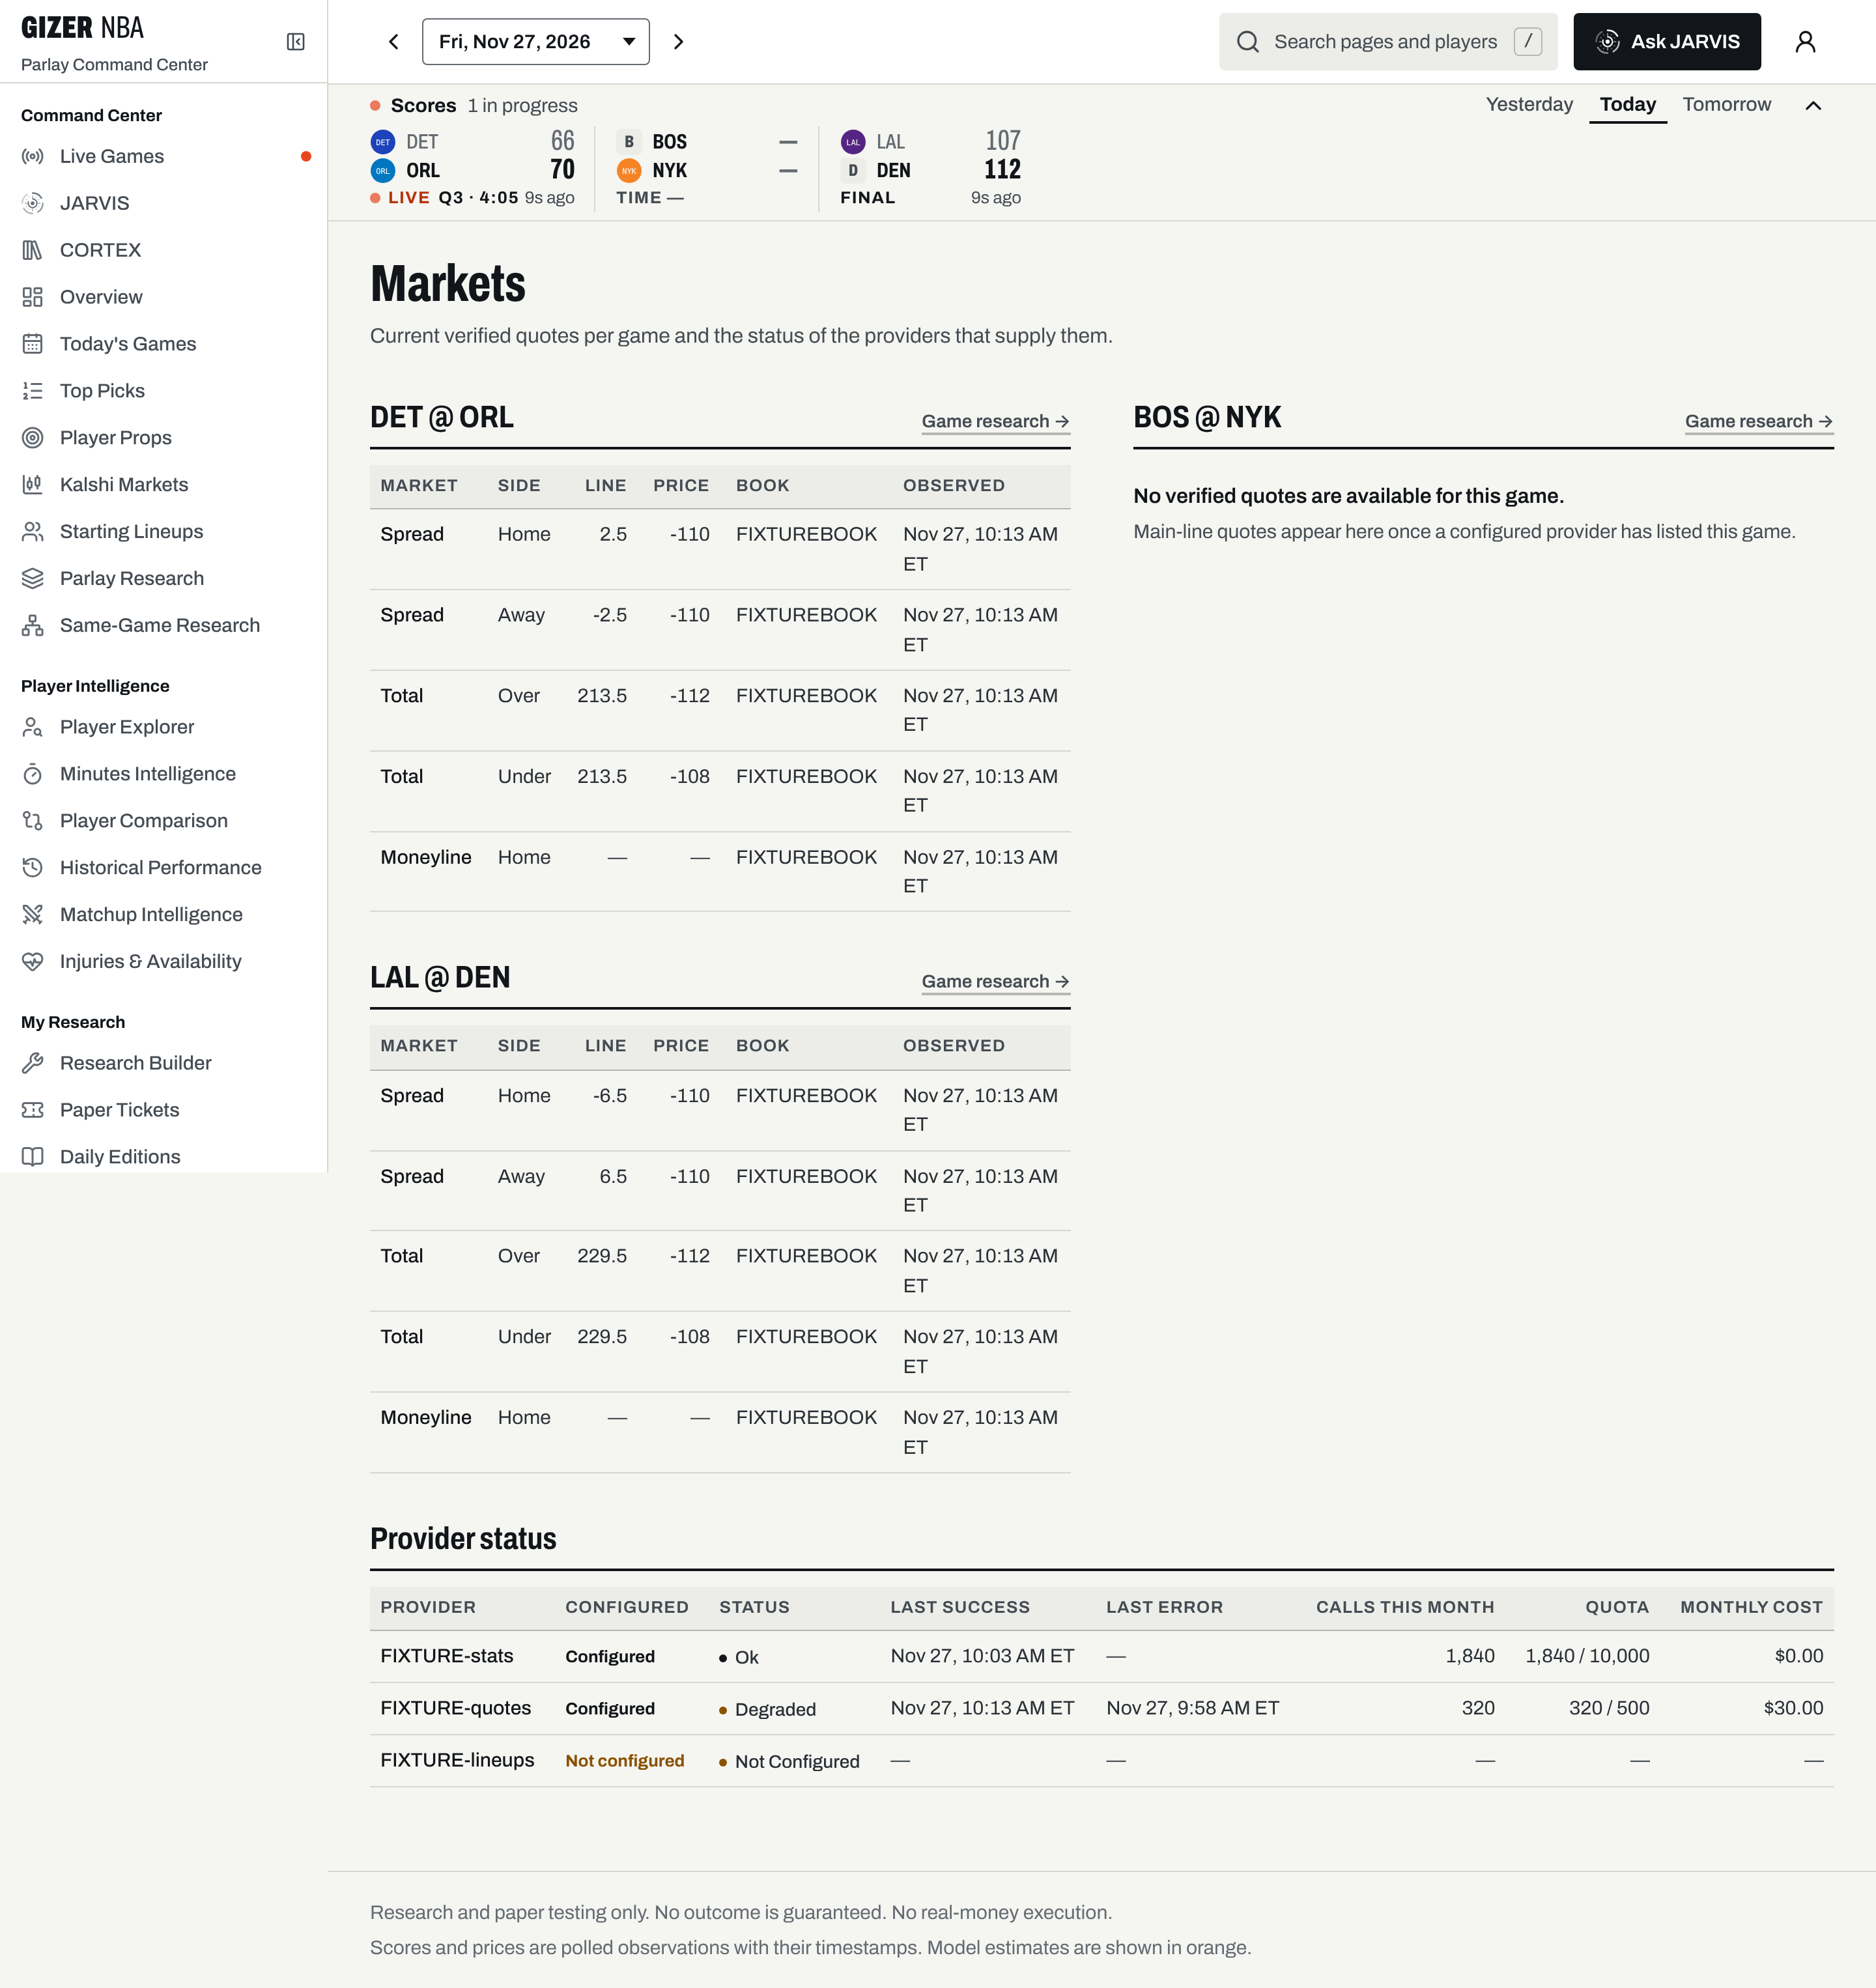 GIZER NBA
Parlay Command Center
Fri, Nov 27, 2026
Search pages and players /
Ask JARVIS
Command Center
Live Games
JARVIS
CORTEX
Overview
Today's Games
Top Picks
Player Props
Kalshi Markets
Starting Lineups
Parlay Research
Same-Game Research
Player Intelligence
Player Explorer
Minutes Intelligence
Player Comparison
Historical Performance
Matchup Intelligence
Injuries & Availability
My Research
Research Builder
Paper Tickets
Daily Editions
Scores 1 in progress
Yesterday Today Tomorrow
DET DET 66
ORL ORL 70
LIVE Q3 · 4:05 9s ago
B BOS —
NYK NYK —
TIME —
LAL LAL 107
D DEN 112
FINAL 9s ago
Markets
Current verified quotes per game and the status of the providers that supply them.
DET @ ORL Game research →
MARKET SIDE LINE PRICE BOOK OBSERVED
Spread Home 2.5 -110 FIXTUREBOOK Nov 27, 10:13 AM
ET
Spread Away -2.5 -110 FIXTUREBOOK Nov 27, 10:13 AM
ET
Total Over 213.5 -112 FIXTUREBOOK Nov 27, 10:13 AM
ET
Total Under 213.5 -108 FIXTUREBOOK Nov 27, 10:13 AM
ET
Moneyline Home — — FIXTUREBOOK Nov 27, 10:13 AM
ET
BOS @ NYK Game research →
No verified quotes are available for this game.
Main-line quotes appear here once a configured provider has listed this game.
LAL @ DEN Game research →
MARKET SIDE LINE PRICE BOOK OBSERVED
Spread Home -6.5 -110 FIXTUREBOOK Nov 27, 10:13 AM
ET
Spread Away 6.5 -110 FIXTUREBOOK Nov 27, 10:13 AM
ET
Total Over 229.5 -112 FIXTUREBOOK Nov 27, 10:13 AM
ET
Total Under 229.5 -108 FIXTUREBOOK Nov 27, 10:13 AM
ET
Moneyline Home — — FIXTUREBOOK Nov 27, 10:13 AM
ET
Provider status
PROVIDER CONFIGURED STATUS LAST SUCCESS LAST ERROR CALLS THIS MONTH QUOTA MONTHLY COST
FIXTURE-stats Configured Ok Nov 27, 10:03 AM ET — 1,840 1,840 / 10,000 $0.00
FIXTURE-quotes Configured Degraded Nov 27, 10:13 AM ET Nov 27, 9:58 AM ET 320 320 / 500 $30.00
FIXTURE-lineups Not configured Not Configured — — — — —
Research and paper testing only. No outcome is guaranteed. No real-money execution.
Scores and prices are polled observations with their timestamps. Model estimates are shown in orange.